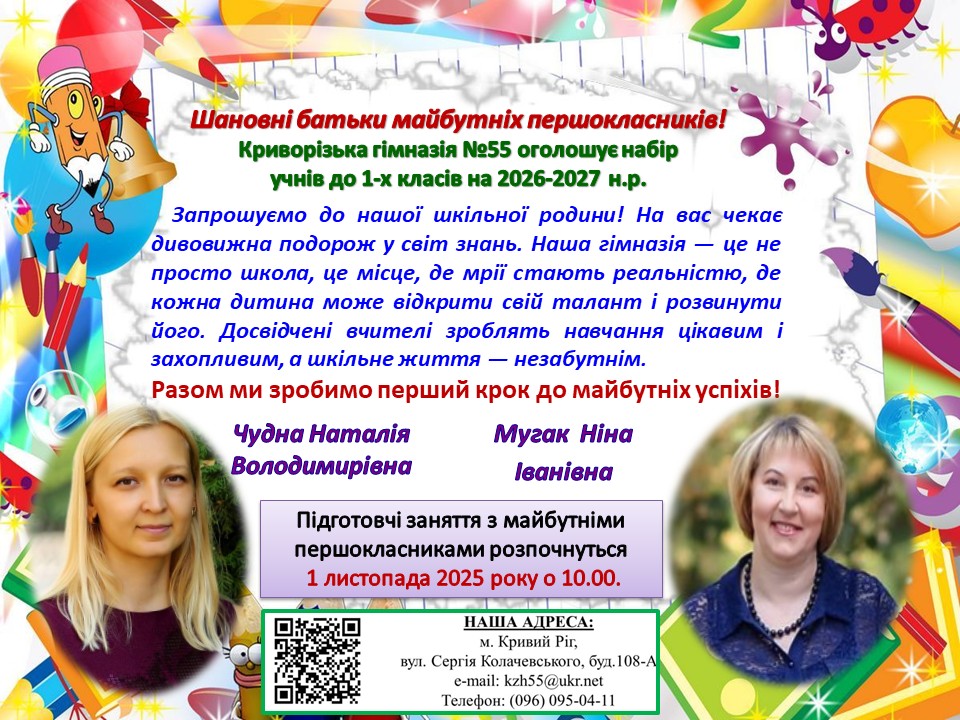 Шановні батьки майбутніх першокласників!
Криворізька гімназія №55 оголошує набір
учнів до 1-х класів на 2026-2027 н.р.
Запрошуємо до нашої шкільної родини! На вас чекає
дивовижна подорож у світ знань. Наша гімназія — це не
просто школа, це місце, де мрії стають реальністю, де
кожна дитина може відкрити свій талант і розвинути
його. Досвідчені вчителі зроблять навчання цікавим і
захопливим, а шкільне життя — незабутнім.
Разом ми зробимо перший крок до майбутніх успіхів!
Чудна Наталія
Володимирівна
Мугак Ніна
Іванівна
Підготовчі заняття з майбутніми
першокласниками розпочнуться
1 листопада 2025 року о 10.00.
НАША АДРЕСА:
м. Кривий Ріг,
вул. Сергія Колачевського, буд.108-А
e-mail: kzh55@ukr.net
Телефон: (096) 095-04-11